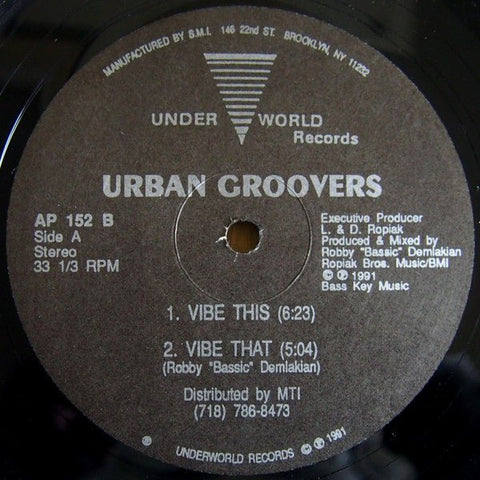 MANUFACTURED BY S.M.I. 146 22nd ST. BROOKLYN, NY 11232
UNDER WORLD
Records
URBAN GROOVERS
AP 152 B
Side A
Stereo
33 1/3 RPM
Executive Producer
L. & D. Ropiak
Produced & Mixed by
Robby "Bassic" Demlakian
Ropiak Bros. Music/BMI
© ℗ 1991
Bass Key Music
1. VIBE THIS (6:23)
2. VIBE THAT (5:04)
(Robby "Bassic" Demlakian)
Distributed by MTI
(718) 786-8473
UNDERWORLD RECORDS © ℗ 1991